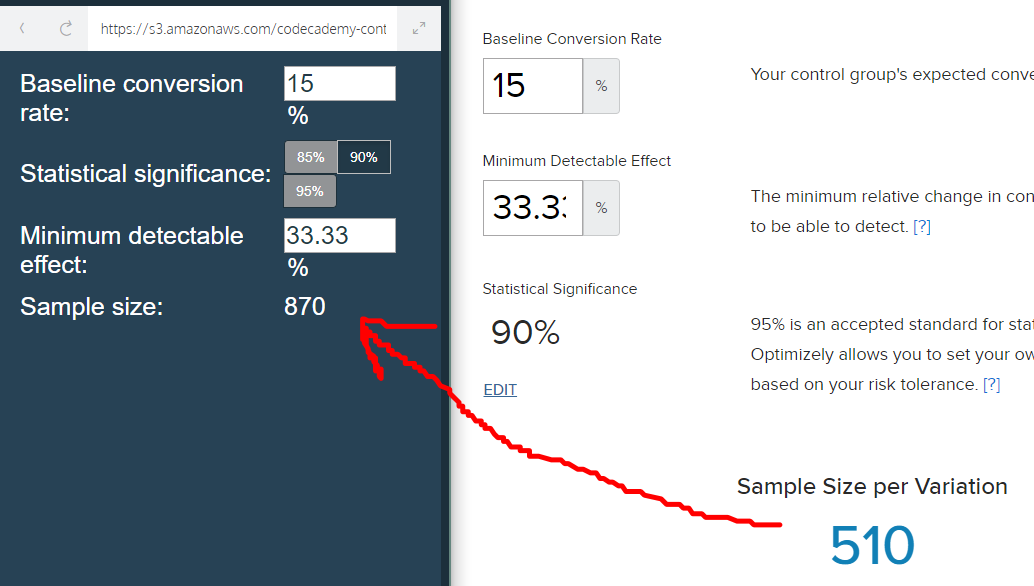 https://s3.amazonaws.com/codecademy-cont
Baseline conversion
rate:
15
%
Statistical significance:
85%
90%
95%
Minimum detectable
effect:
33.33
%
Sample size:
870
Baseline Conversion Rate
15
%
Your control group's expected conve
Minimum Detectable Effect
33.33
%
The minimum relative change in con
to be able to detect. [?]
Statistical Significance
90%
EDIT
95% is an accepted standard for stat
Optimizely allows you to set your ow
based on your risk tolerance. [?]
Sample Size per Variation
510